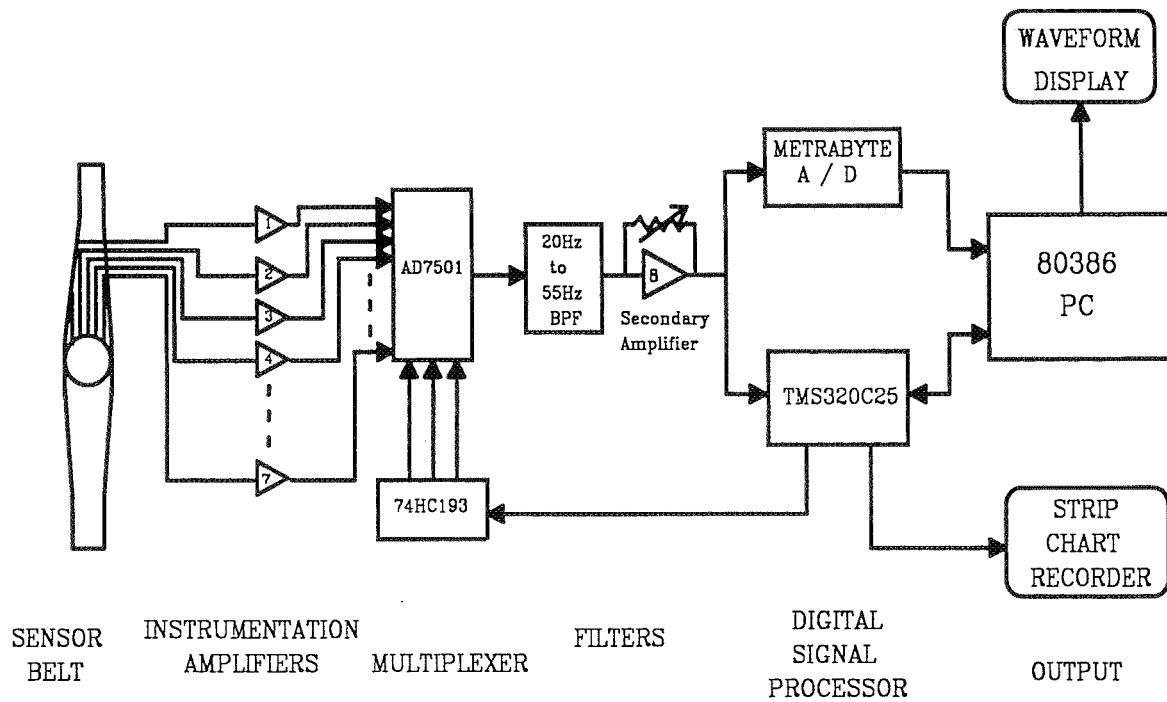 WAVEFORM
DISPLAY
METRABYTE
A / D
1
2
3
4
7
AD7501
20Hz
to
55Hz
BPF
8
Secondary
Amplifier
80386
PC
TMS320C25
74HC193
STRIP
CHART
RECORDER
SENSOR
BELT
INSTRUMENTATION
AMPLIFIERS
MULTIPLEXER
FILTERS
DIGITAL
SIGNAL
PROCESSOR
OUTPUT